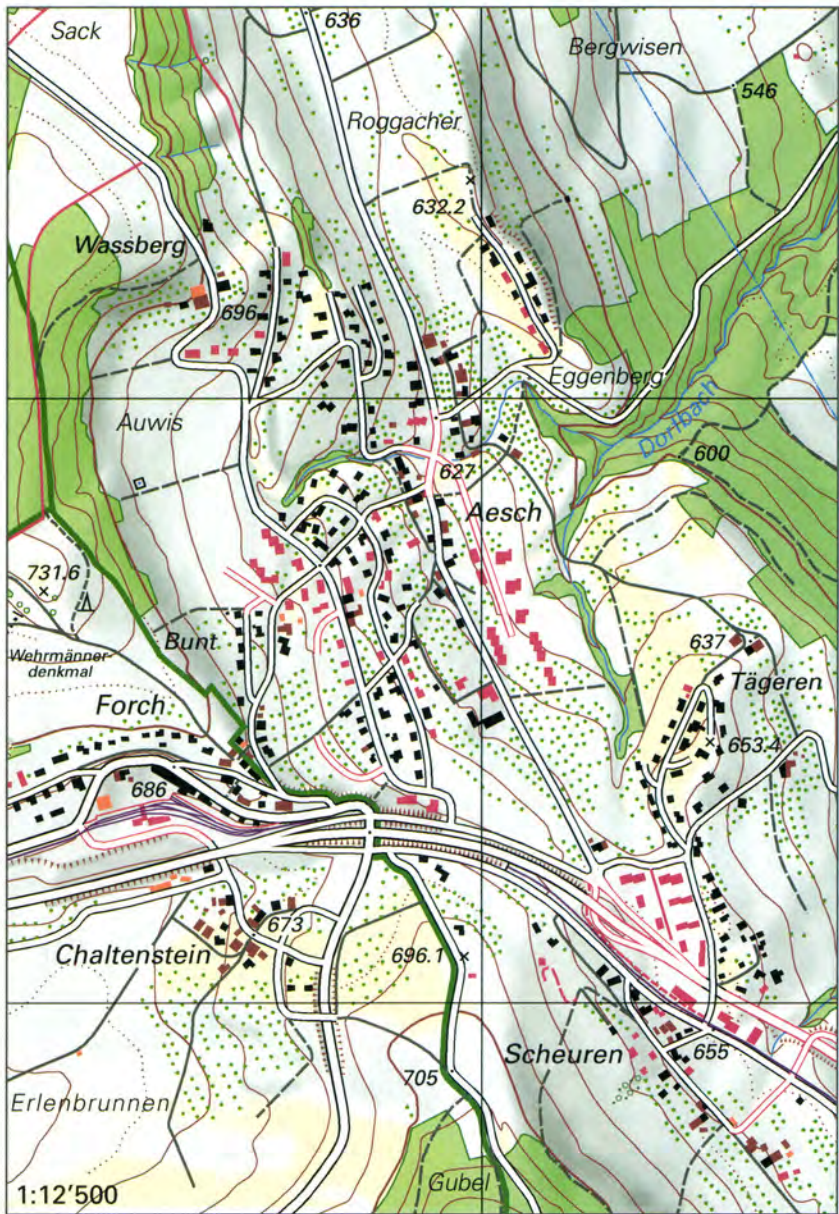 636
Sack
Bergwisen
546
Roggacher
632.2
Wassberg
696
Eggenberg
Auwis
Dorlbach
627
600
Aesch
731.6
Bunt
637
Wehrmänner-
denkmal
Tägeren
Forch
653.4
686
673
Chaltenstein
696.1
Scheuren
655
705
Erlenbrunnen
Gubel
1:12'500